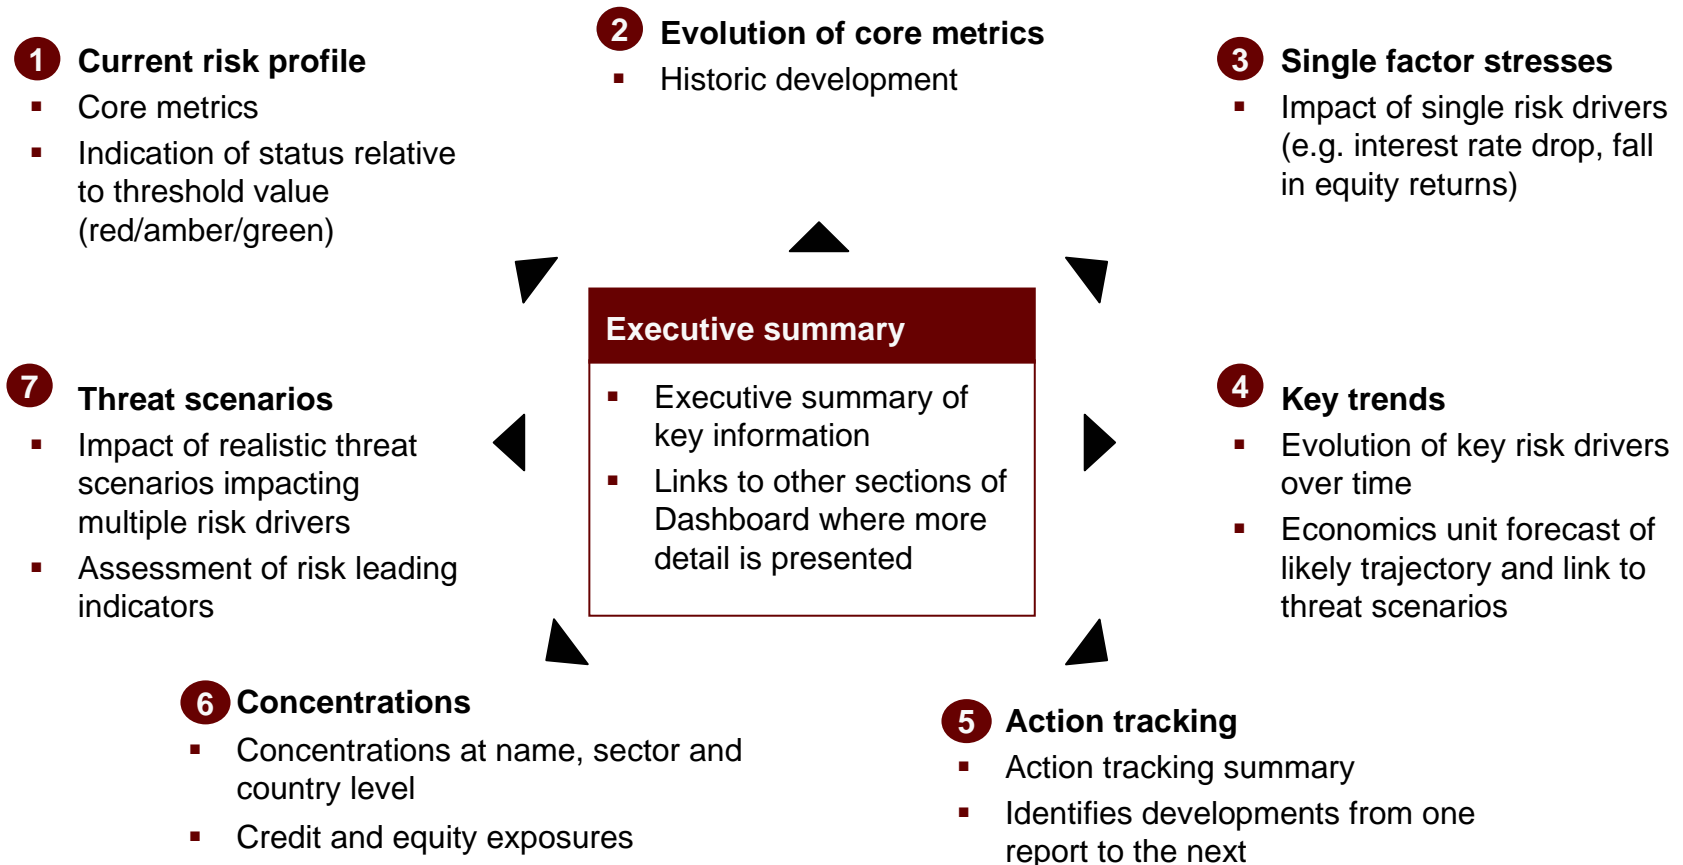 1 Current risk profile
▪ Core metrics
▪ Indication of status relative
to threshold value
(red/amber/green)
2 Evolution of core metrics
▪ Historic development
3 Single factor stresses
▪ Impact of single risk drivers
(e.g. interest rate drop, fall
in equity returns)
Executive summary
▪ Executive summary of
key information
▪ Links to other sections of
Dashboard where more
detail is presented
4 Key trends
▪ Evolution of key risk drivers
over time
▪ Economics unit forecast of
likely trajectory and link to
threat scenarios
5 Action tracking
▪ Action tracking summary
▪ Identifies developments from one
report to the next
6 Concentrations
▪ Concentrations at name, sector and
country level
▪ Credit and equity exposures
7 Threat scenarios
▪ Impact of realistic threat
scenarios impacting
multiple risk drivers
▪ Assessment of risk leading
indicators